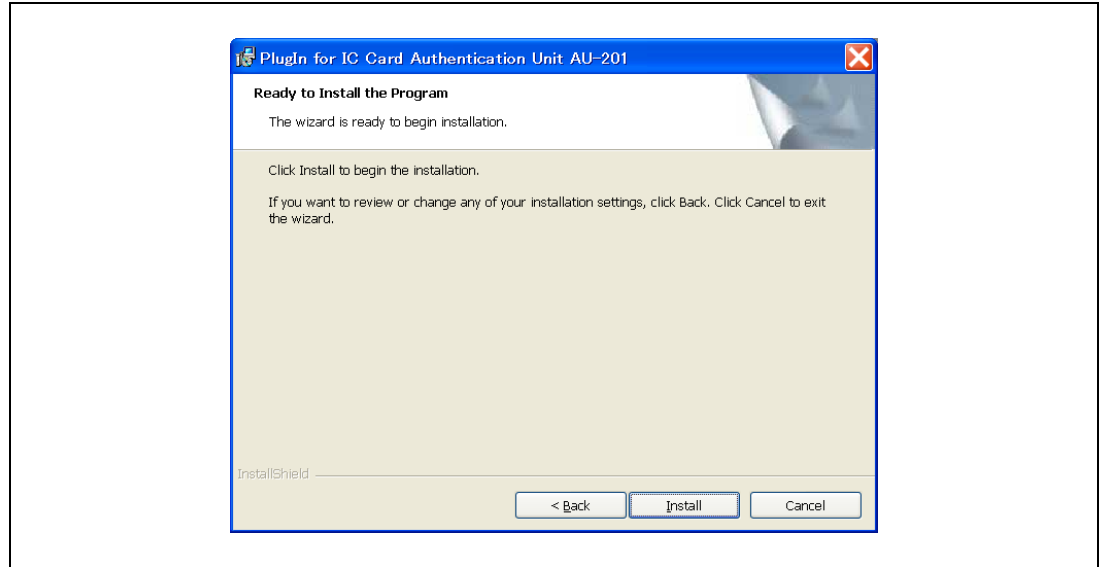 PlugIn for IC Card Authentication Unit AU-201
Ready to Install the Program
The wizard is ready to begin installation.
Click Install to begin the installation.
If you want to review or change any of your installation settings, click Back. Click Cancel to exit
the wizard.
InstallShield
< Back
Install
Cancel